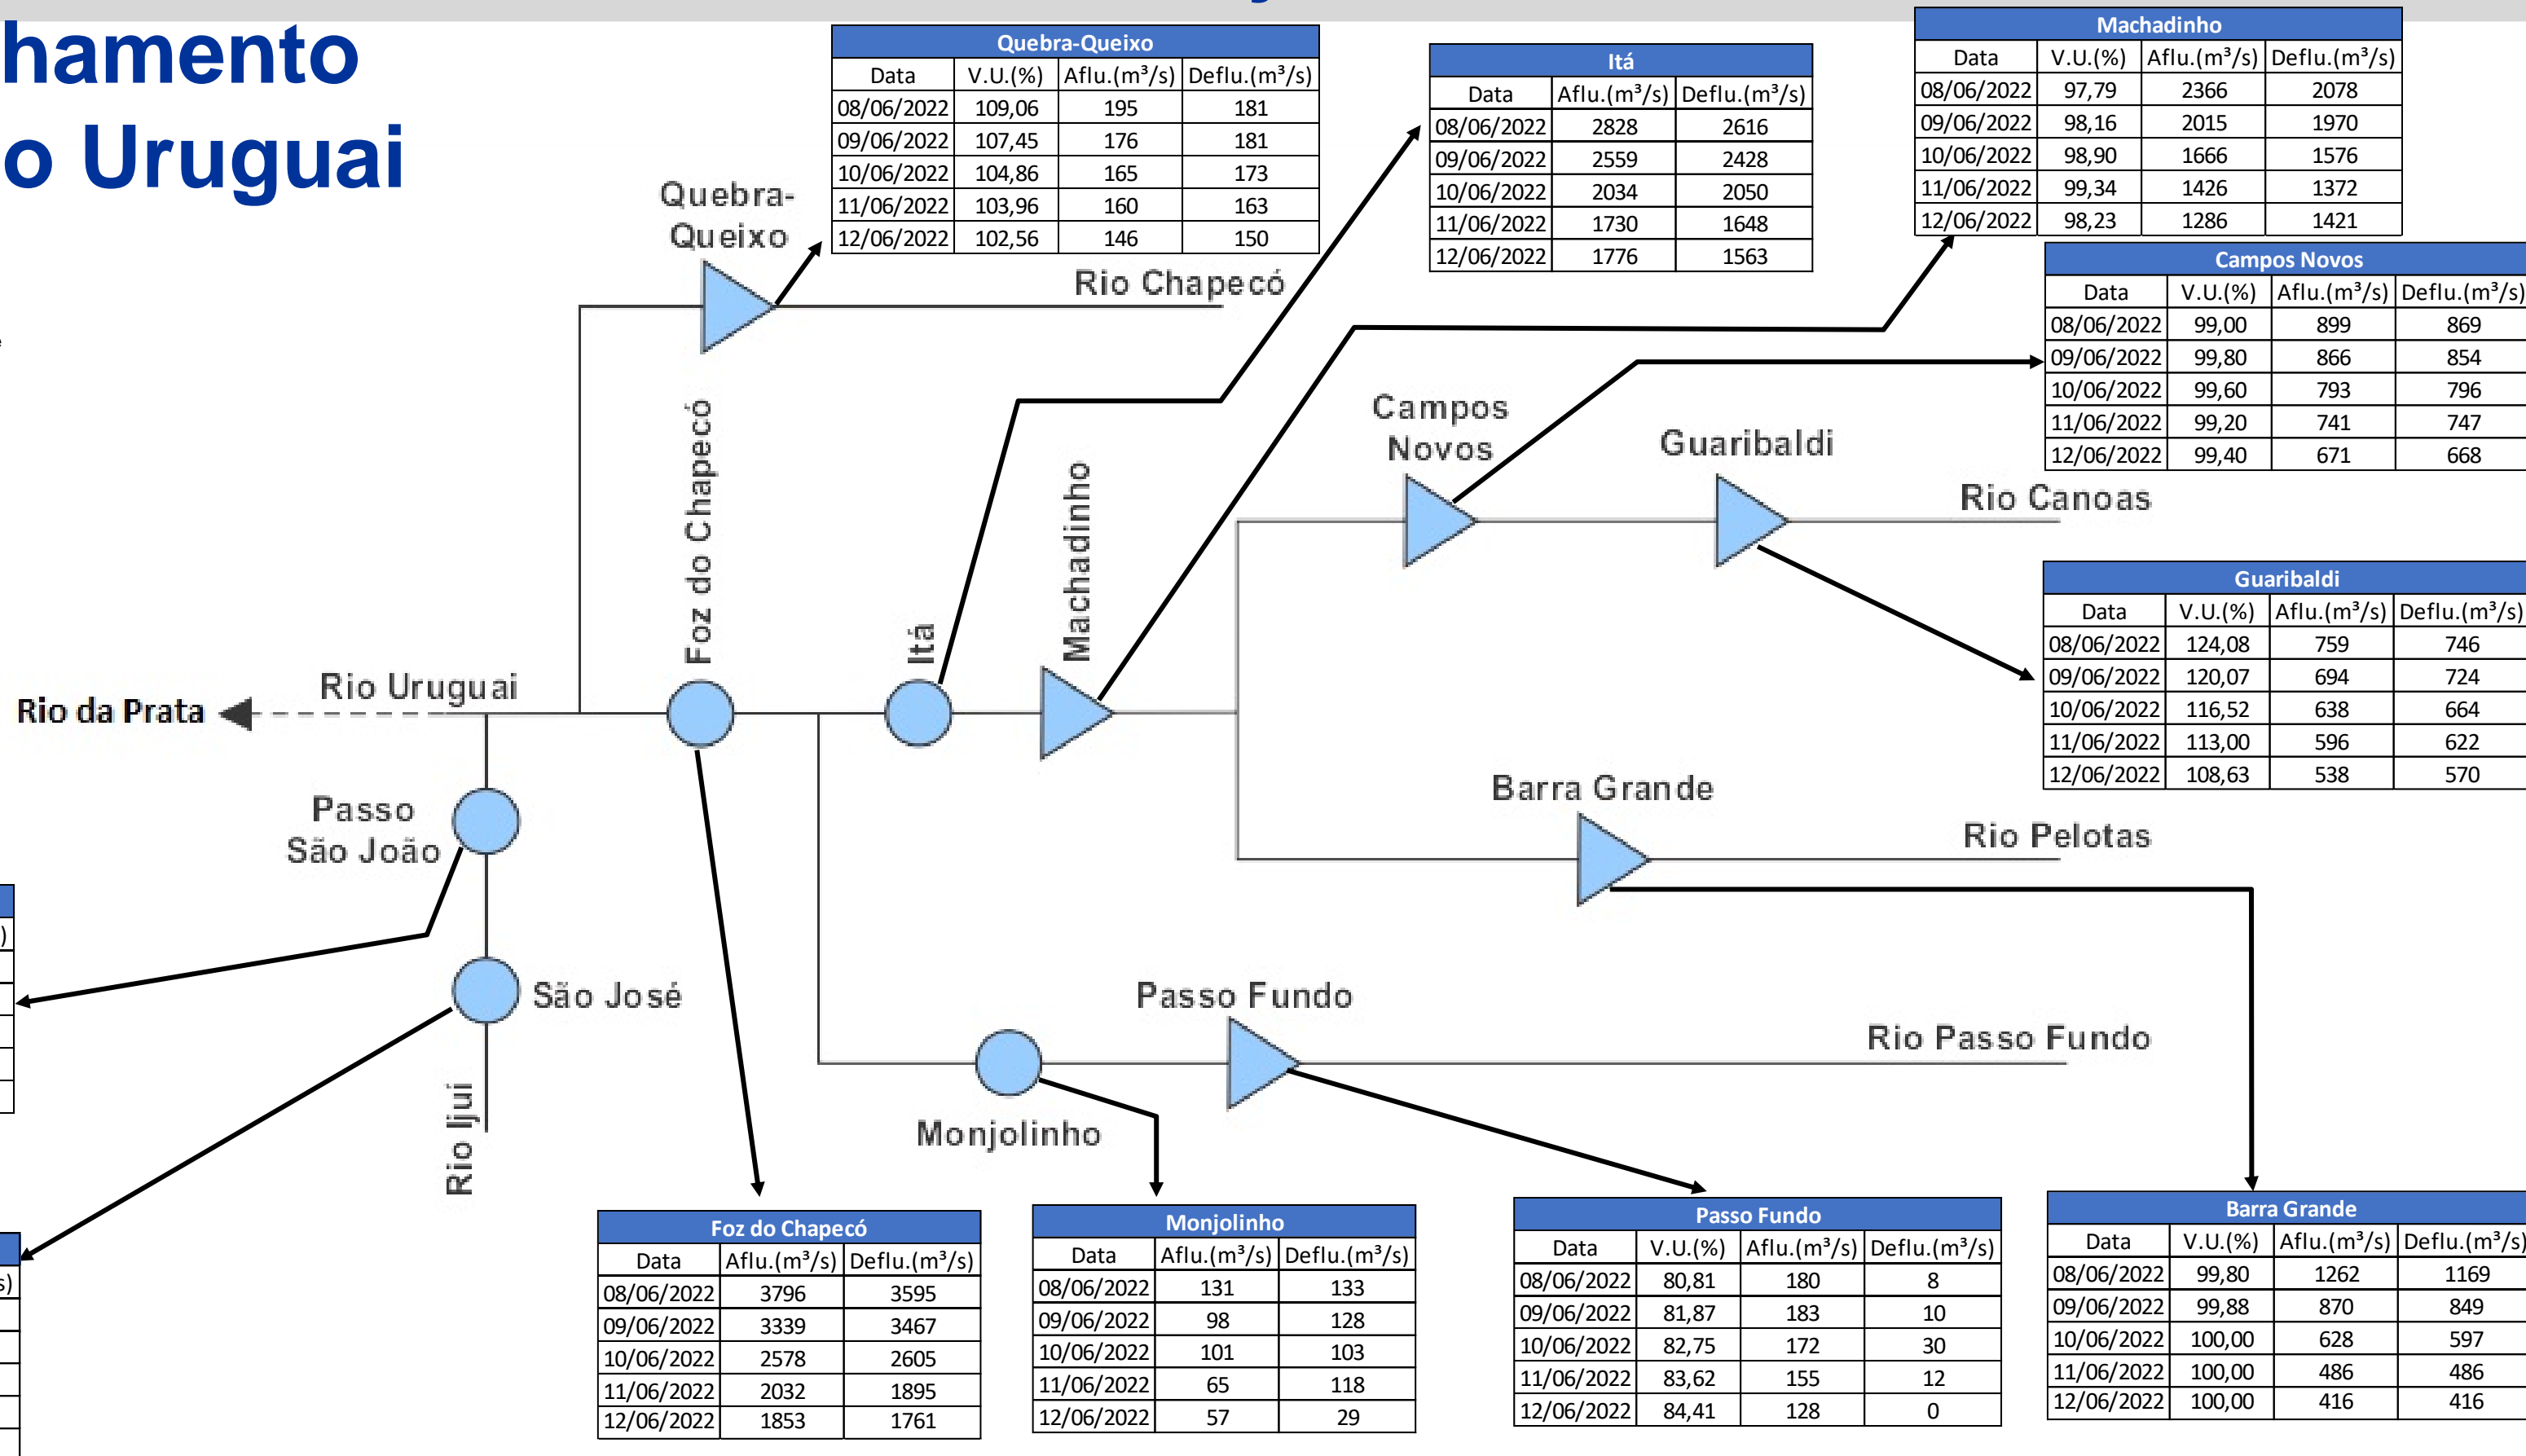 hamento
o Uruguai
Quebra-Queixo
Data V.U.(%) Aflu.(m³/s) Deflu.(m³/s)
08/06/2022 109,06 195 181
09/06/2022 107,45 176 181
10/06/2022 104,86 165 173
11/06/2022 103,96 160 163
12/06/2022 102,56 146 150
Itá
Data Aflu.(m³/s) Deflu.(m³/s)
08/06/2022 2828 2616
09/06/2022 2559 2428
10/06/2022 2034 2050
11/06/2022 1730 1648
12/06/2022 1776 1563
Machadinho
Data V.U.(%) Aflu.(m³/s) Deflu.(m³/s)
08/06/2022 97,79 2366 2078
09/06/2022 98,16 2015 1970
10/06/2022 98,90 1666 1576
11/06/2022 99,34 1426 1372
12/06/2022 98,23 1286 1421
Campos Novos
Data V.U.(%) Aflu.(m³/s) Deflu.(m³/s)
08/06/2022 99,00 899 869
09/06/2022 99,80 866 854
10/06/2022 99,60 793 796
11/06/2022 99,20 741 747
12/06/2022 99,40 671 668
Quebra-
Queixo
Rio Chapecó
Foz do Chapecó
Itá
Machadinho
Campos
Novos
Guaribaldi
Rio Canoas
Guaribaldi
Data V.U.(%) Aflu.(m³/s) Deflu.(m³/s)
08/06/2022 124,08 759 746
09/06/2022 120,07 694 724
10/06/2022 116,52 638 664
11/06/2022 113,00 596 622
12/06/2022 108,63 538 570
Rio da Prata
Rio Uruguai
Passo
São João
Barra Grande
Rio Pelotas
São José
Rio Ijuí
Passo Fundo
Rio Passo Fundo
Monjolinho
Foz do Chapecó
Data Aflu.(m³/s) Deflu.(m³/s)
08/06/2022 3796 3595
09/06/2022 3339 3467
10/06/2022 2578 2605
11/06/2022 2032 1895
12/06/2022 1853 1761
Monjolinho
Data Aflu.(m³/s) Deflu.(m³/s)
08/06/2022 131 133
09/06/2022 98 128
10/06/2022 101 103
11/06/2022 65 118
12/06/2022 57 29
Passo Fundo
Data V.U.(%) Aflu.(m³/s) Deflu.(m³/s)
08/06/2022 80,81 180 8
09/06/2022 81,87 183 10
10/06/2022 82,75 172 30
11/06/2022 83,62 155 12
12/06/2022 84,41 128 0
Barra Grande
Data V.U.(%) Aflu.(m³/s) Deflu.(m³/s)
08/06/2022 99,80 1262 1169
09/06/2022 99,88 870 849
10/06/2022 100,00 628 597
11/06/2022 100,00 486 486
12/06/2022 100,00 416 416